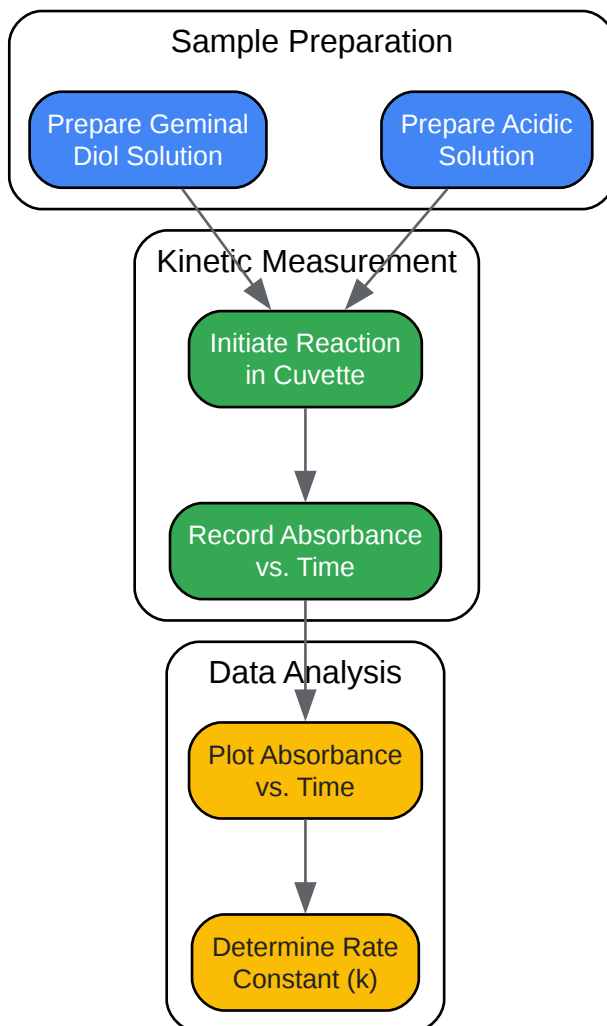 Sample Preparation
Prepare Geminal
Diol Solution
Prepare Acidic
Solution
Kinetic Measurement
Initiate Reaction
in Cuvette
Record Absorbance
vs. Time
Data Analysis
Plot Absorbance
vs. Time
Determine Rate
Constant (k)